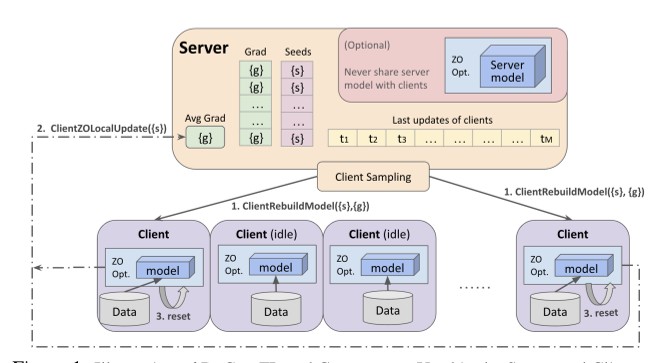 Server
Grad
Seeds
{g}
{s}
{g}
{s}
...
...
...
...
{g}
{s}
Avg Grad
{g}
(Optional)
Never share server
model with clients
ZO
Opt.
Server
model
Last updates of clients
t1 t2 t3 ... ... ... ... tM
2. ClientZOLocalUpdate({s})
Client Sampling
1. ClientRebuildModel({s},{g})
1. ClientRebuildModel({s}, {g})
Client
ZO
Opt.
model
Data
3. reset
Client (idle)
ZO
Opt.
model
Data
Client (idle)
ZO
Opt.
model
Data
......
Client
ZO
Opt.
model
Data
3. reset